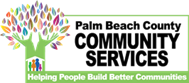 Palm Beach County
COMMUNITY
SERVICES
Helping People Build Better Communities